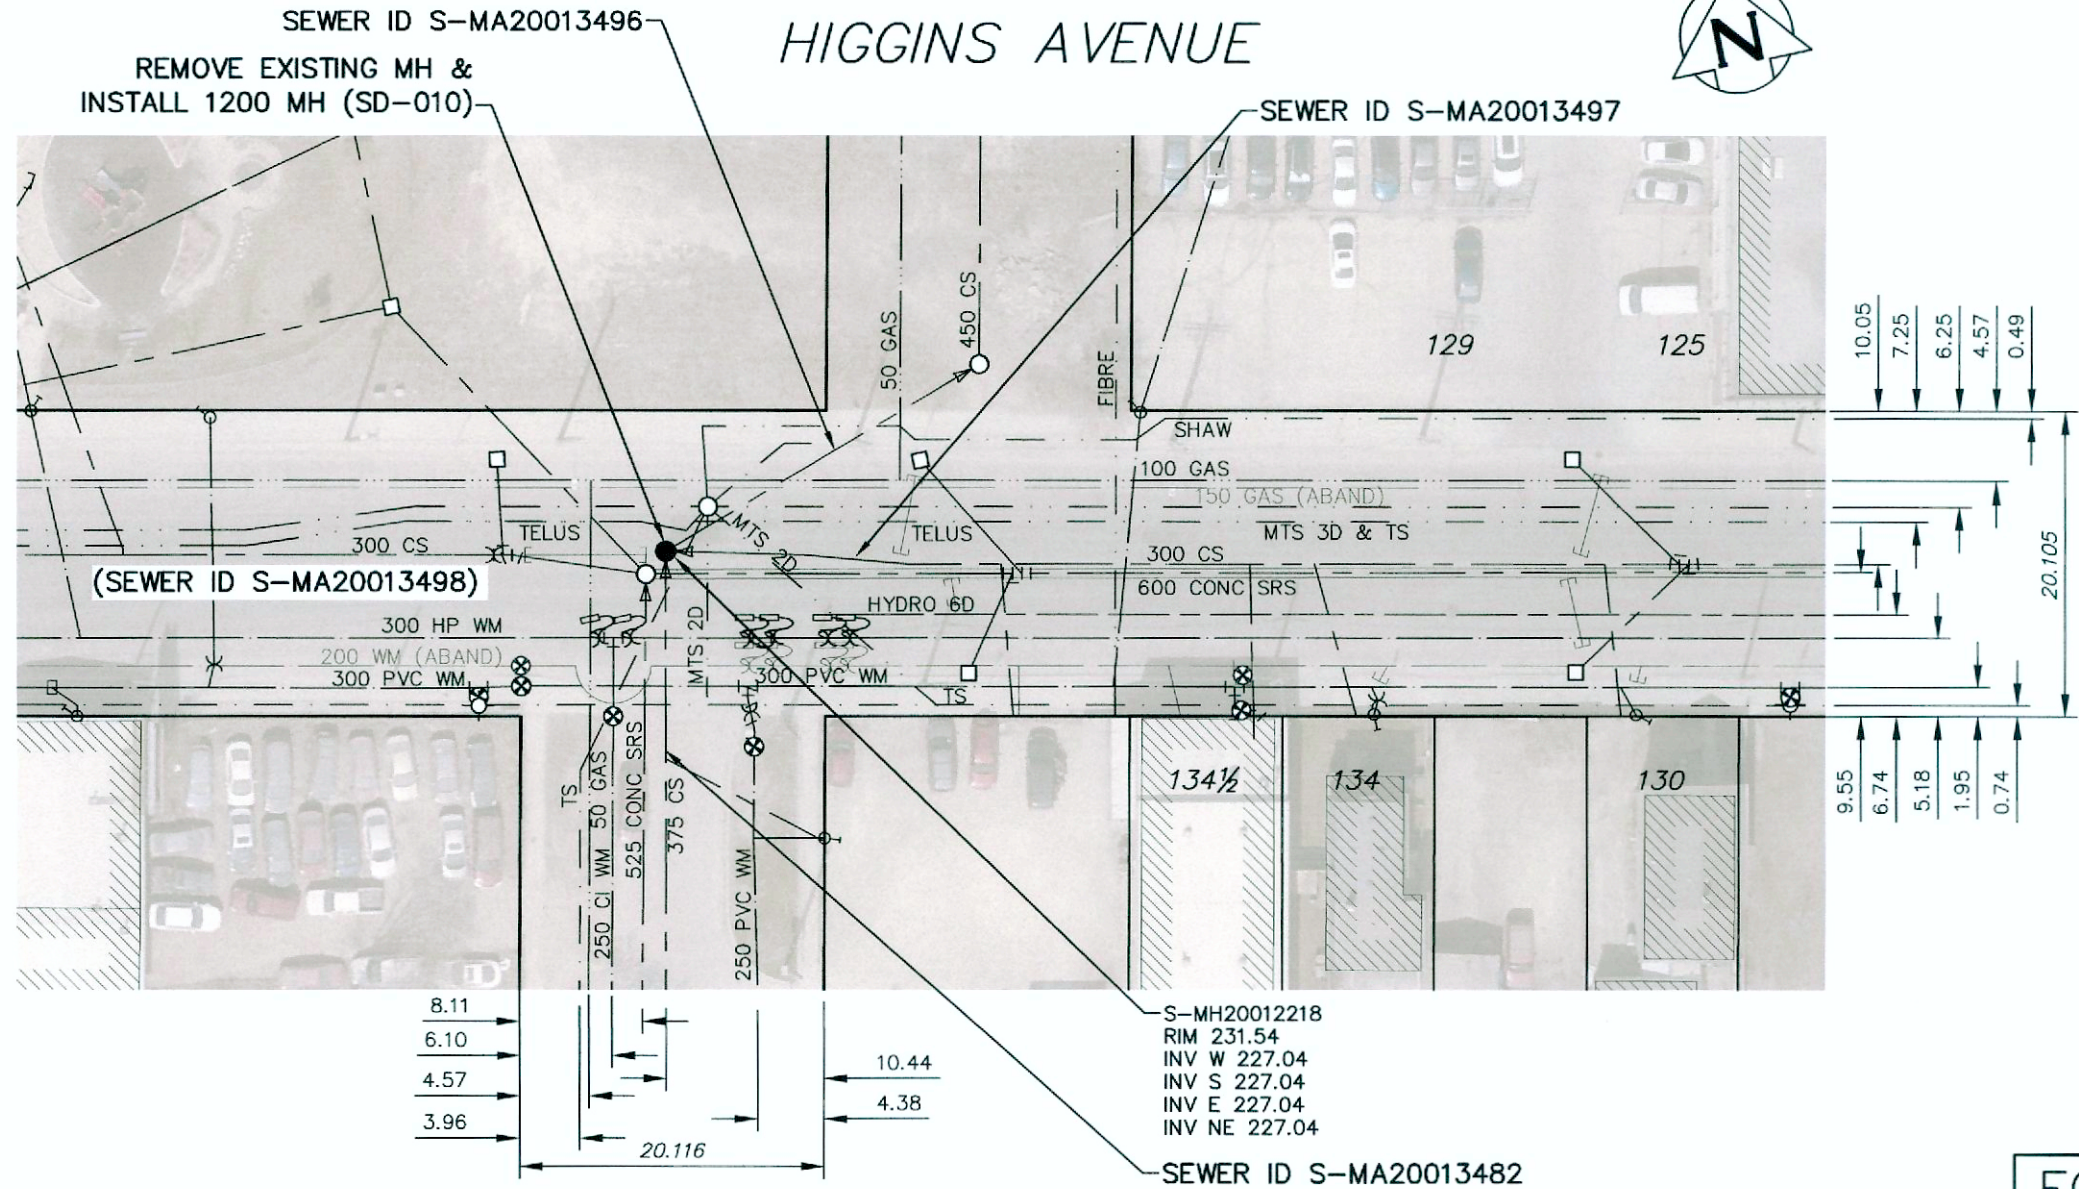 SEWER ID S-MA20013496
HIGGINS AVENUE
N
REMOVE EXISTING MH &
INSTALL 1200 MH (SD-010)
SEWER ID S-MA20013497
50 GAS
450 CS
FIBRE
129
125
10.05
7.25
6.25
4.57
0.49
SHAW
100 GAS
150 GAS (ABAND)
TELUS
MTS 2D
TELUS
MTS 3D & TS
300 CS
300 CS
(SEWER ID S-MA20013498)
600 CONC SRS
HYDRO 6D
20.105
300 HP WM
MTS 2D
200 WM (ABAND)
300 PVC WM
300 PVC WM
TS
TS
250 CI WM
50 GAS
525 CONC SRS
375 CS
250 PVC WM
134½
134
130
9.55
6.74
5.18
1.95
0.74
8.11
6.10
4.57
3.96
10.44
4.38
20.116
S-MH20012218
RIM 231.54
INV W 227.04
INV S 227.04
INV E 227.04
INV NE 227.04
SEWER ID S-MA20013482